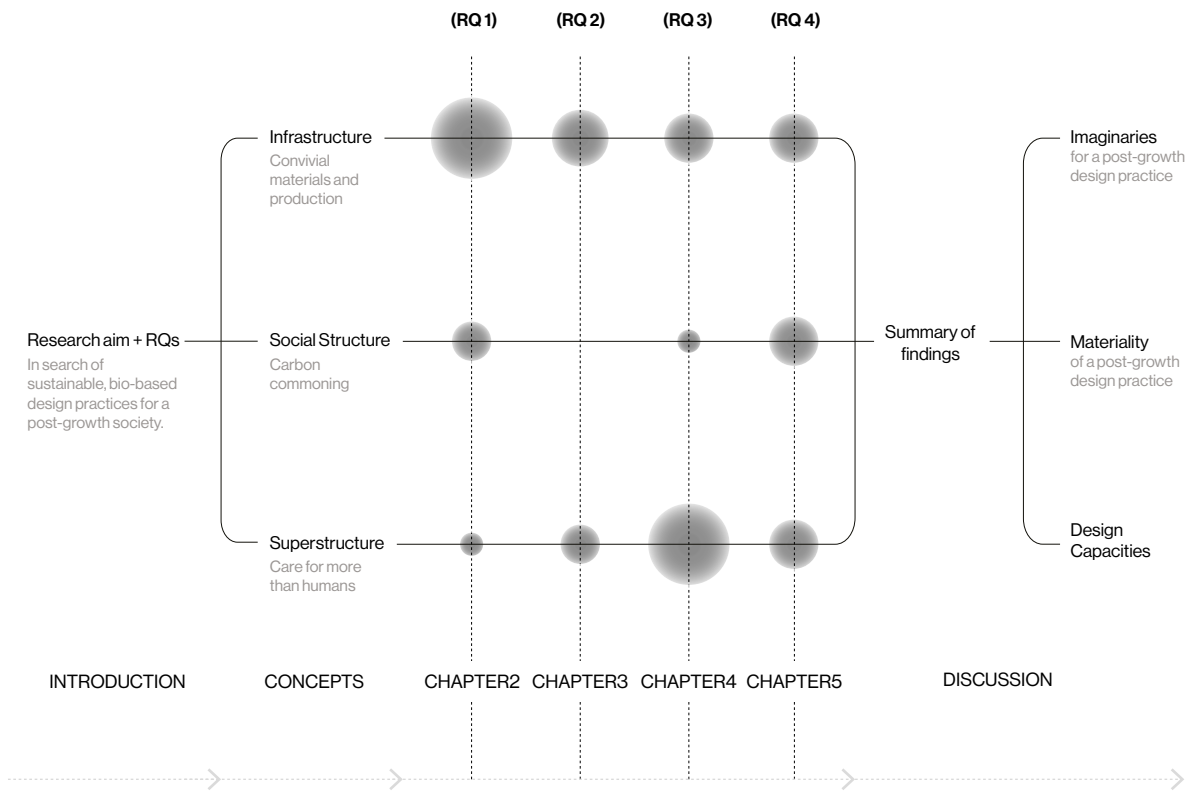 (RQ 1)
(RQ 2)
(RQ 3)
(RQ 4)
Research aim + RQs
In search of
sustainable, bio-based
design practices for a
post-growth society.
Infrastructure
Convivial
materials and
production
Social Structure
Carbon
commoning
Superstructure
Care for more
than humans
Summary of
findings
Imaginaries
for a post-growth
design practice
Materiality
of a post-growth
design practice
Design
Capacities
INTRODUCTION
CONCEPTS
CHAPTER2
CHAPTER3
CHAPTER4
CHAPTER5
DISCUSSION